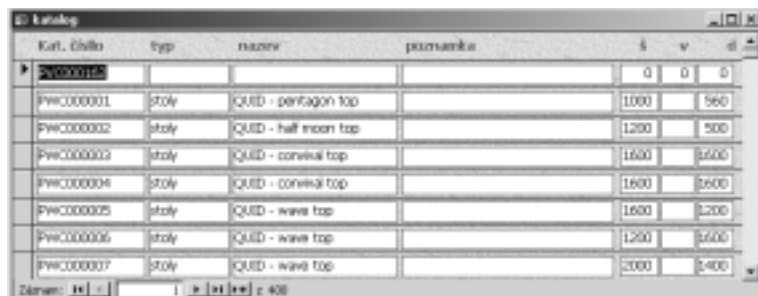 katalog
Kat. číslo typ nazev poznamka š v d
PVC000163 0 0 0
PWC000001 stoly QUID - pentagon top 1000 560
PWC000002 stoly QUID - half moon top 1200 500
PWC000003 stoly QUID - convival top 1600 1600
PWC000004 stoly QUID - convival top 1600 1600
PWC000005 stoly QUID - wave top 1600 1200
PWC000006 stoly QUID - wave top 1200 1600
PWC000007 stoly QUID - wave top 2000 1400
Záznam: 1 z 400